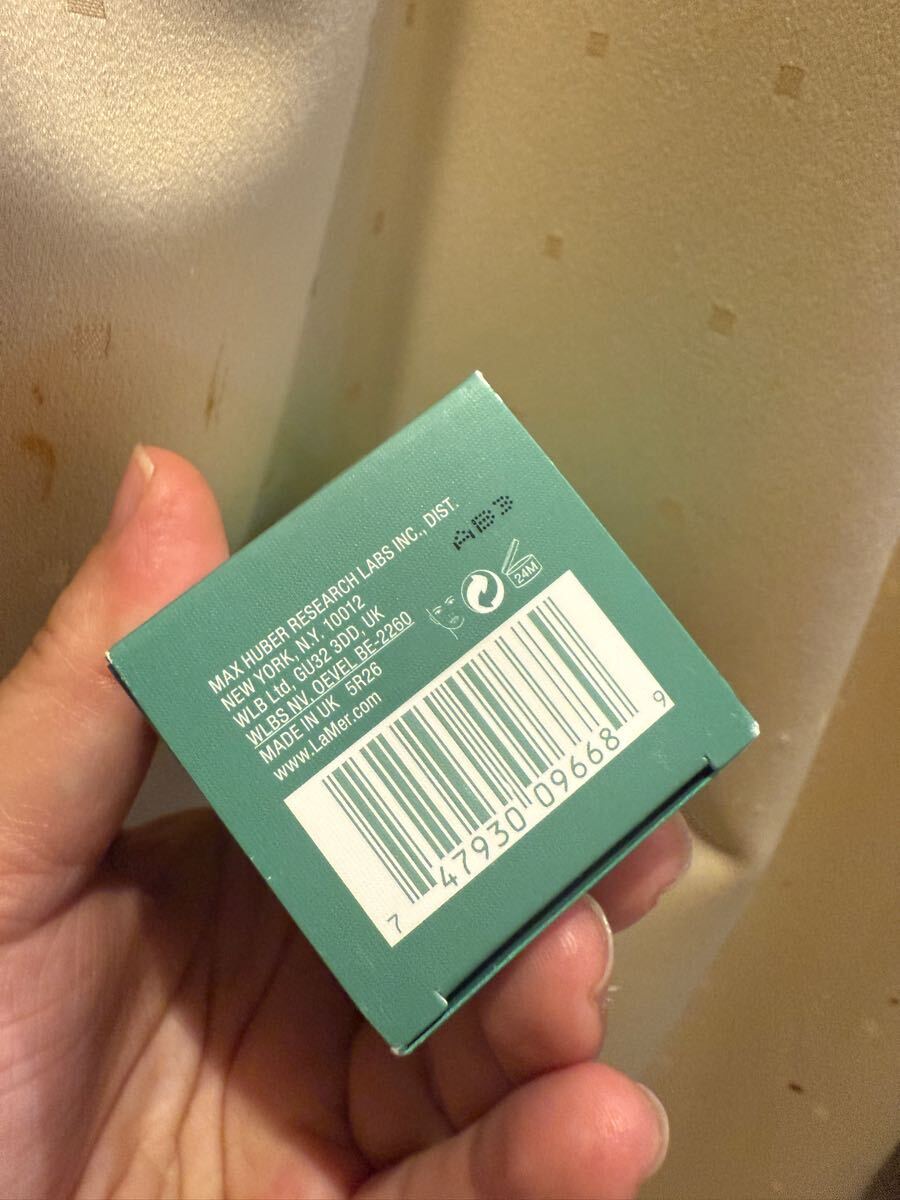 AB3
MAX HUBER RESEARCH LABS INC., DIST.
NEW YORK, N.Y. 10012
WLB Ltd, GU32 3DD, UK
WLBS NV. OEVEL BE-2260
MADE IN UK 5R26
www.LaMer.com
24M
7 47930 09668 9